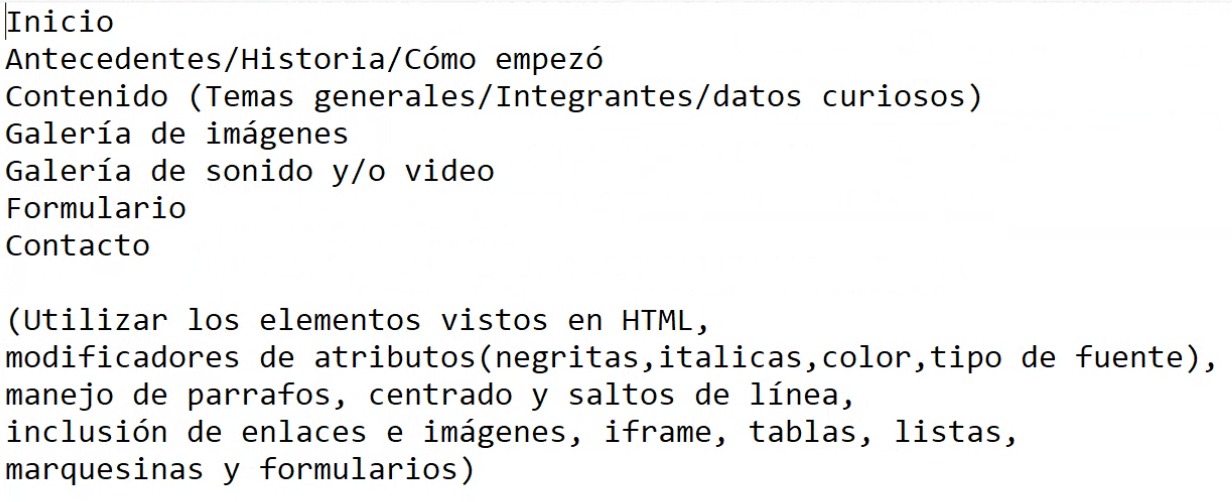 Inicio
Antecedentes/Historia/Cómo empezó
Contenido (Temas generales/Integrantes/datos curiosos)
Galería de imágenes
Galería de sonido y/o video
Formulario
Contacto
(Utilizar los elementos vistos en HTML,
modificadores de atributos(negritas,italicas,color,tipo de fuente),
manejo de parrafos, centrado y saltos de línea,
inclusión de enlaces e imágenes, iframe, tablas, listas,
marquesinas y formularios)